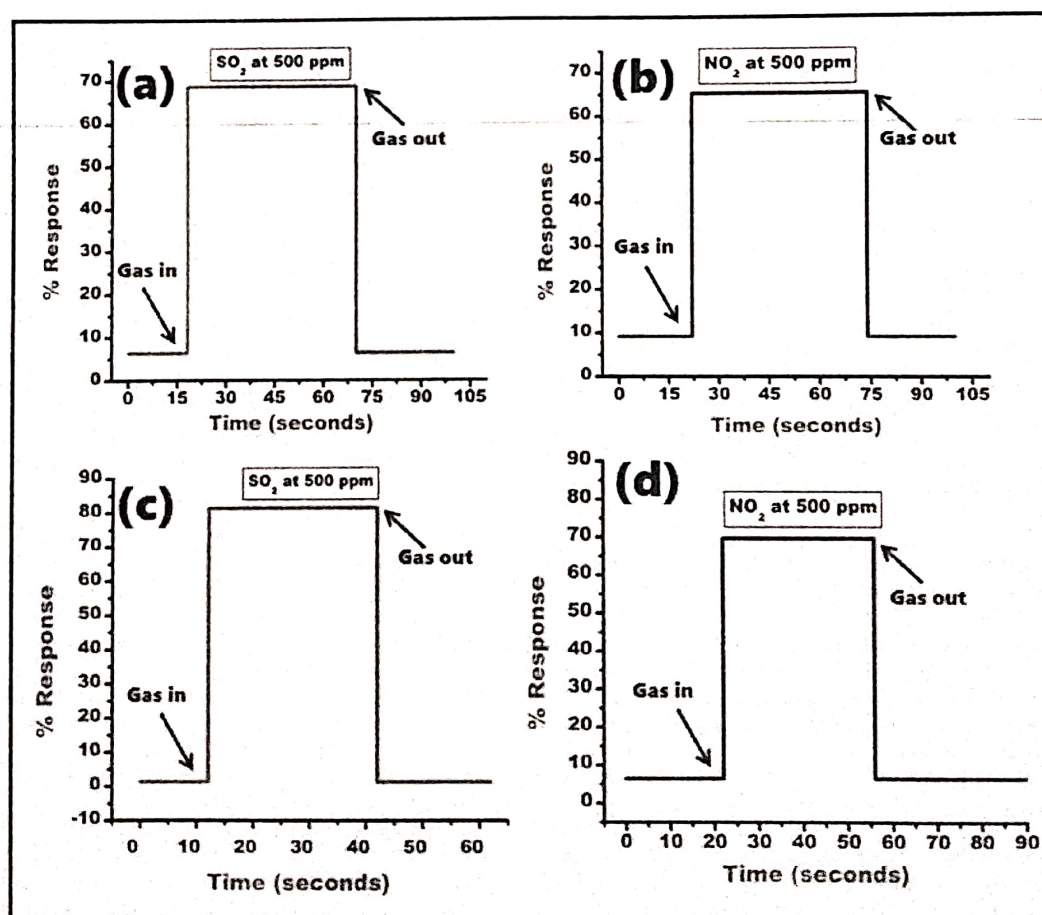 (a)
SO₂ at 500 ppm
Gas out
Gas in
% Response
70
60
50
40
30
20
10
0
0 15 30 45 60 75 90 105
Time (seconds)
(b)
NO₂ at 500 ppm
Gas out
Gas in
% Response
70
60
50
40
30
20
10
0
0 15 30 45 60 75 90 105
Time (seconds)
(c)
SO₂ at 500 ppm
Gas out
Gas in
% Response
90
80
70
60
50
40
30
20
10
0
-10
0 10 20 30 40 50 60
Time (seconds)
(d)
NO₂ at 500 ppm
Gas out
Gas in
% Response
90
80
70
60
50
40
30
20
10
0
0 10 20 30 40 50 60 70 80 90
Time (seconds)